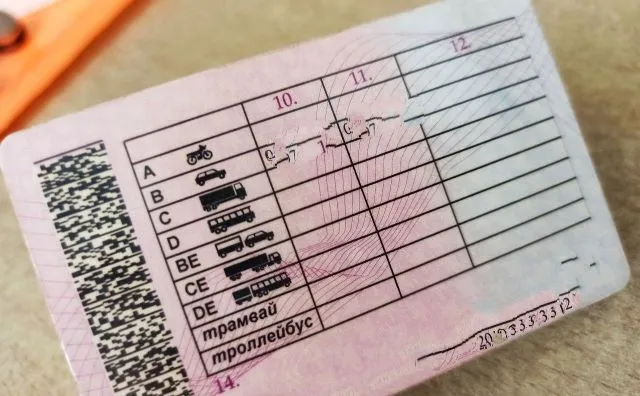 10. 11. 12.
A
B
C
D
BE
CE
DE
трамвай
троллейбус
14.